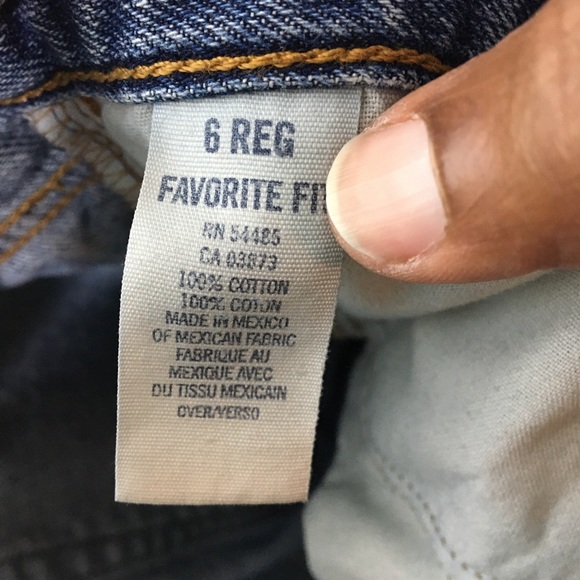 6 REG
FAVORITE FI
RN 54485
CA 03873
100% COTTON
100% COTON
MADE IN MEXICO
OF MEXICAN FABRIC
FABRIQUE AU
MEXIQUE AVEC
DU TISSU MEXICAIN
OVER/VERSO